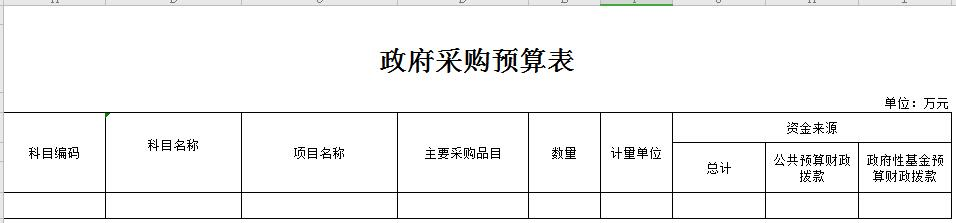 政府采购预算表
单位：万元
资金来源
科目编码 科目名称 项目名称 主要采购品目 数量 计量单位
总计 公共预算财政 政府性基金预
拨款 算财政拨款